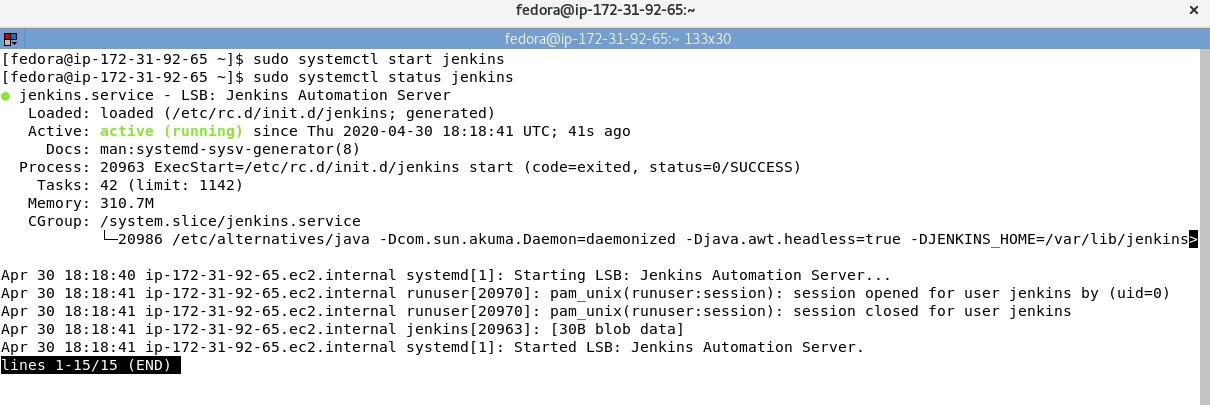 fedora@ip-172-31-92-65:~
fedora@ip-172-31-92-65:~ 133x30
[fedora@ip-172-31-92-65 ~]$ sudo systemctl start jenkins
[fedora@ip-172-31-92-65 ~]$ sudo systemctl status jenkins
● jenkins.service - LSB: Jenkins Automation Server
   Loaded: loaded (/etc/rc.d/init.d/jenkins; generated)
   Active: active (running) since Thu 2020-04-30 18:18:41 UTC; 41s ago
     Docs: man:systemd-sysv-generator(8)
  Process: 20963 ExecStart=/etc/rc.d/init.d/jenkins start (code=exited, status=0/SUCCESS)
    Tasks: 42 (limit: 1142)
   Memory: 310.7M
   CGroup: /system.slice/jenkins.service
           └─20986 /etc/alternatives/java -Dcom.sun.akuma.Daemon=daemonized -Djava.awt.headless=true -DJENKINS_HOME=/var/lib/jenkins>
Apr 30 18:18:40 ip-172-31-92-65.ec2.internal systemd[1]: Starting LSB: Jenkins Automation Server...
Apr 30 18:18:41 ip-172-31-92-65.ec2.internal runuser[20970]: pam_unix(runuser:session): session opened for user jenkins by (uid=0)
Apr 30 18:18:41 ip-172-31-92-65.ec2.internal runuser[20970]: pam_unix(runuser:session): session closed for user jenkins
Apr 30 18:18:41 ip-172-31-92-65.ec2.internal jenkins[20963]: [30B blob data]
Apr 30 18:18:41 ip-172-31-92-65.ec2.internal systemd[1]: Started LSB: Jenkins Automation Server.
lines 1-15/15 (END)